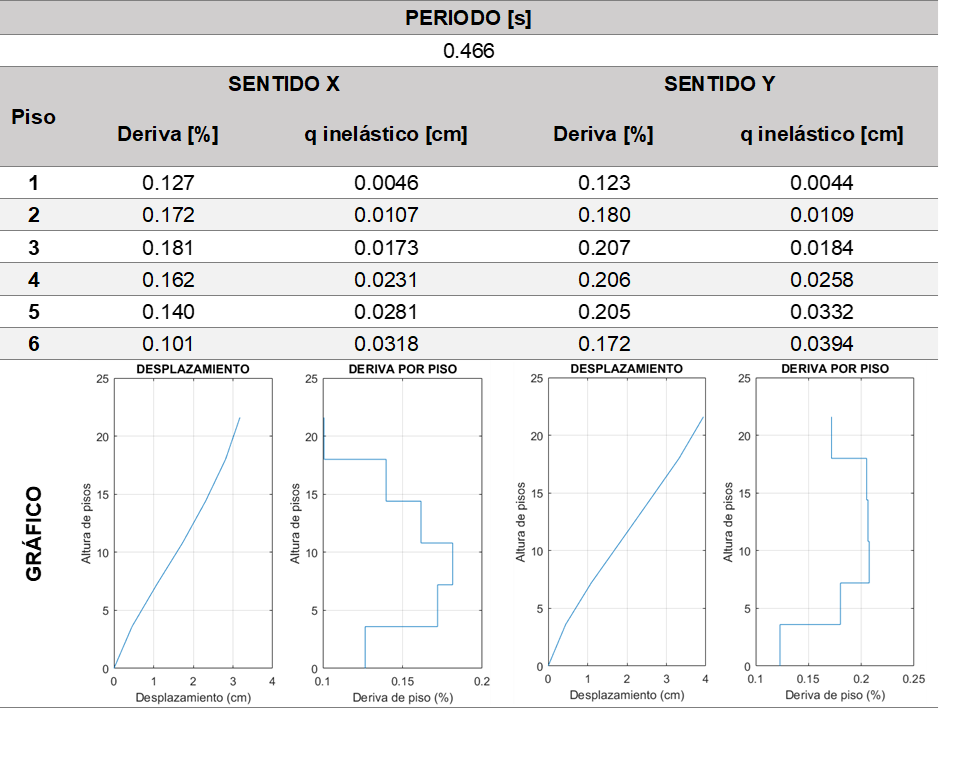 PERIODO [s]
0.466
SENTIDO X SENTIDO Y
Piso
Deriva [%] q inelástico [cm] Deriva [%] q inelástico [cm]
1 0.127 0.0046 0.123 0.0044
2 0.172 0.0107 0.180 0.0109
3 0.181 0.0173 0.207 0.0184
4 0.162 0.0231 0.206 0.0258
5 0.140 0.0281 0.205 0.0332
6 0.101 0.0318 0.172 0.0394
GRÁFICO
DESPLAZAMIENTO
25
20
15
10
5
0
Altura de pisos
0 1 2 3 4
Desplazamiento (cm)
DERIVA POR PISO
25
20
15
10
5
0
Altura de pisos
0.1 0.15 0.2
Deriva de piso (%)
DESPLAZAMIENTO
25
20
15
10
5
0
Altura de pisos
0 1 2 3 4
Desplazamiento (cm)
DERIVA POR PISO
25
20
15
10
5
0
Altura de pisos
0.1 0.15 0.2 0.25
Deriva de piso (%)